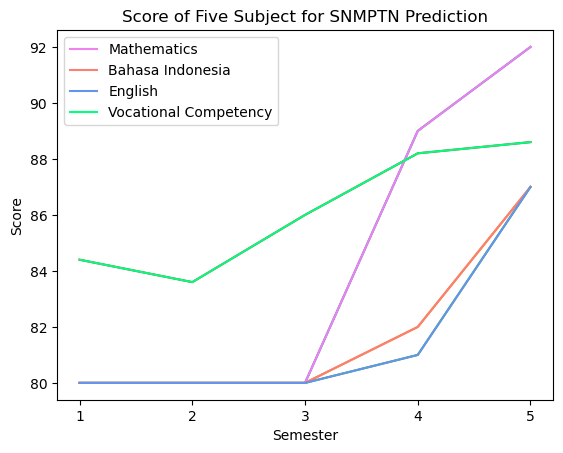 Score of Five Subject for SNMPTN Prediction
Mathematics
Bahasa Indonesia
English
Vocational Competency
Score
92
90
88
86
84
82
80
1 2 3 4 5
Semester